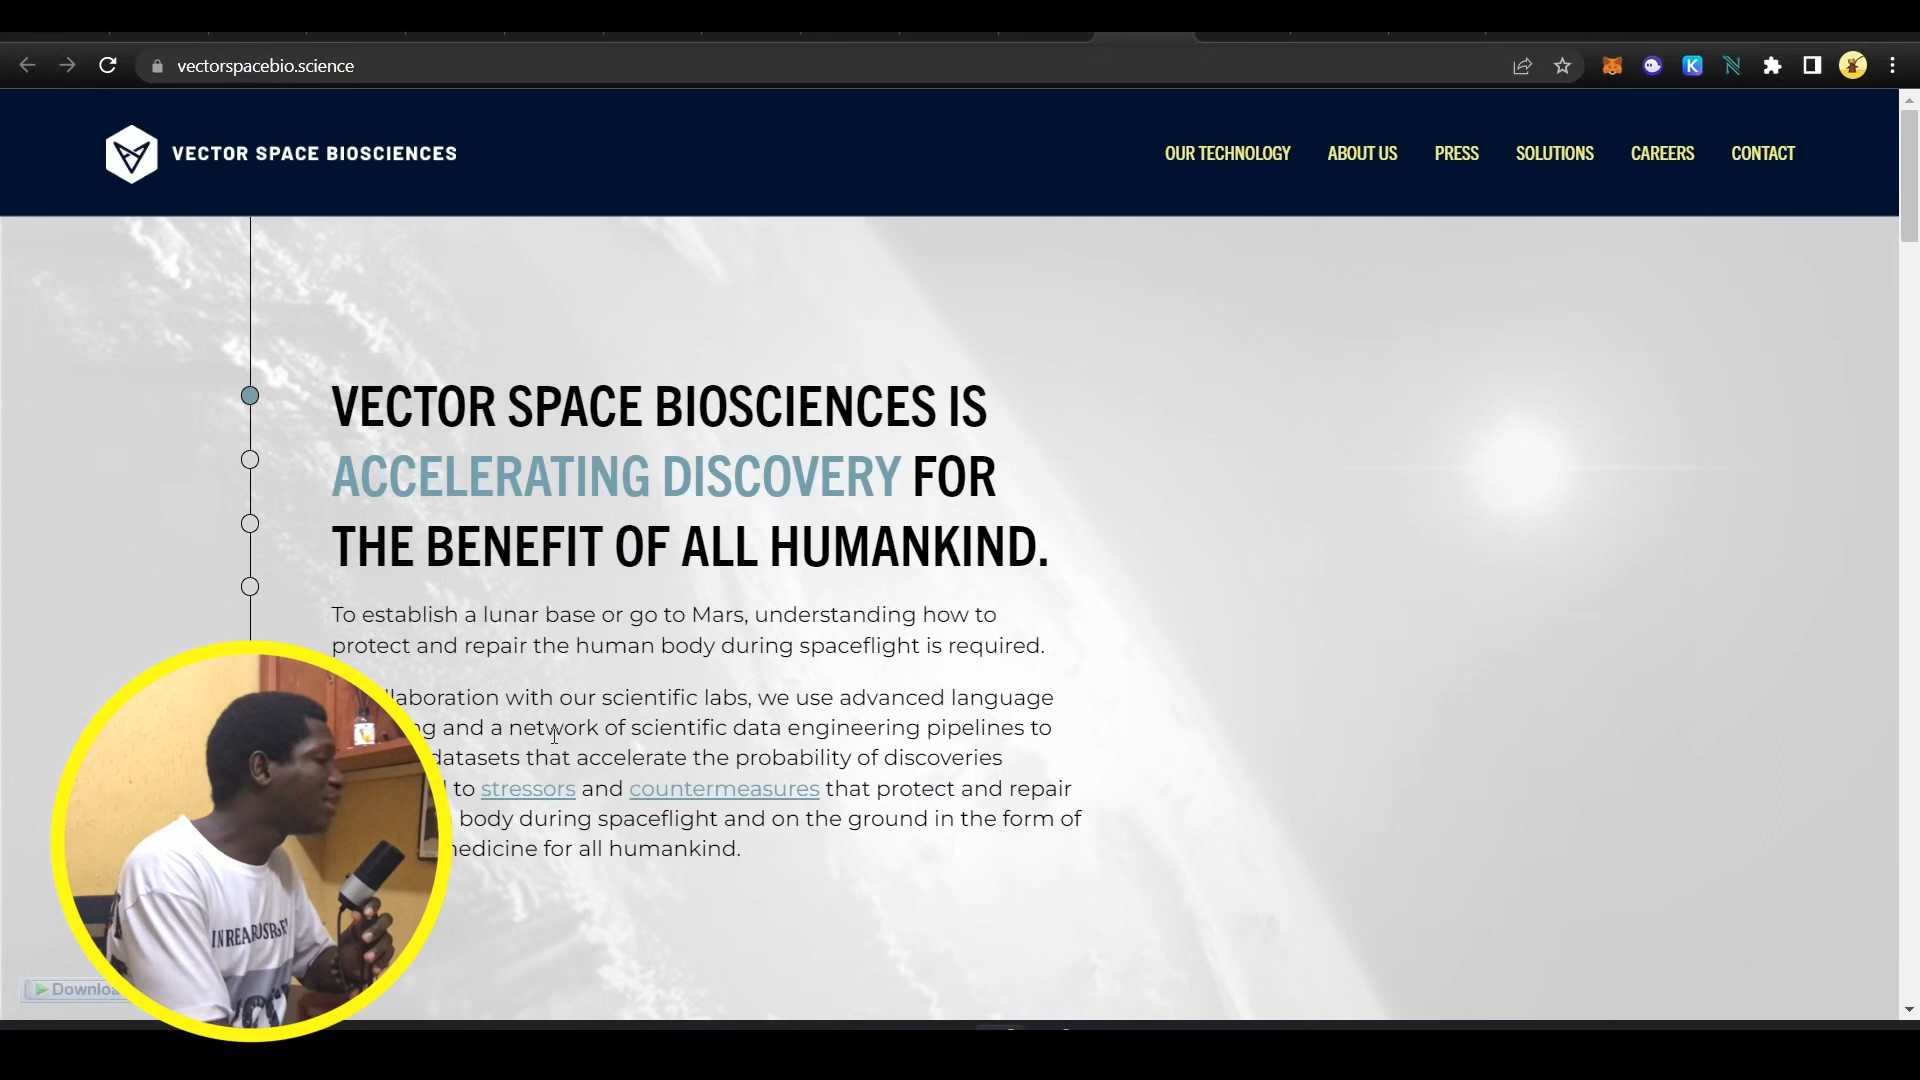 vectorspacebio.science
VECTOR SPACE BIOSCIENCES
OUR TECHNOLOGY ABOUT US PRESS SOLUTIONS CAREERS CONTACT
VECTOR SPACE BIOSCIENCES IS
ACCELERATING DISCOVERY FOR
THE BENEFIT OF ALL HUMANKIND.
To establish a lunar base or go to Mars, understanding how to
protect and repair the human body during spaceflight is required.
with our scientific labs, we use advanced language
and a network of scientific data engineering pipelines to
datasets that accelerate the probability of discoveries
to stressors and countermeasures that protect and repair
body during spaceflight and on the ground in the form of
for all humankind.